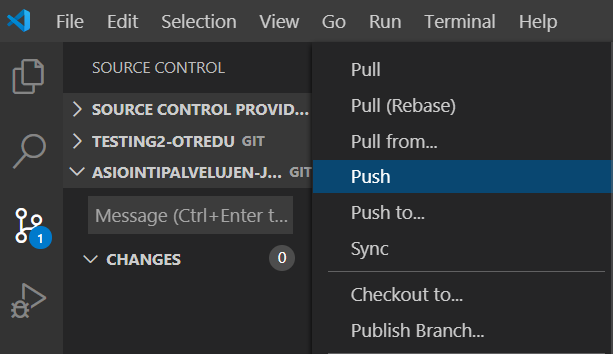 File Edit Selection View Go Run Terminal Help
SOURCE CONTROL
SOURCE CONTROL PROVID...
TESTING2-OTREDU GIT
ASIOINTIPALVELUJEN-J... GIT
Message (Ctrl+Enter t...
CHANGES 0
1
Pull
Pull (Rebase)
Pull from...
Push
Push to...
Sync
Checkout to...
Publish Branch...